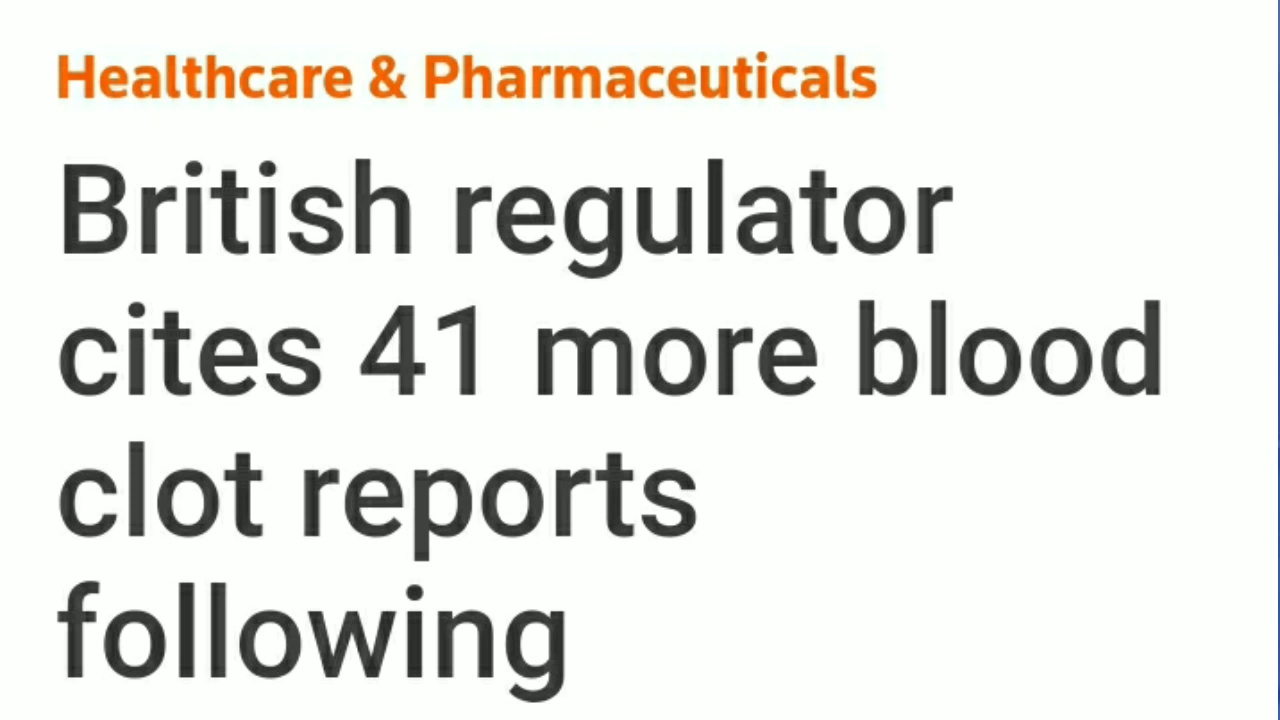 Healthcare & Pharmaceuticals
British regulator
cites 41 more blood
clot reports
following